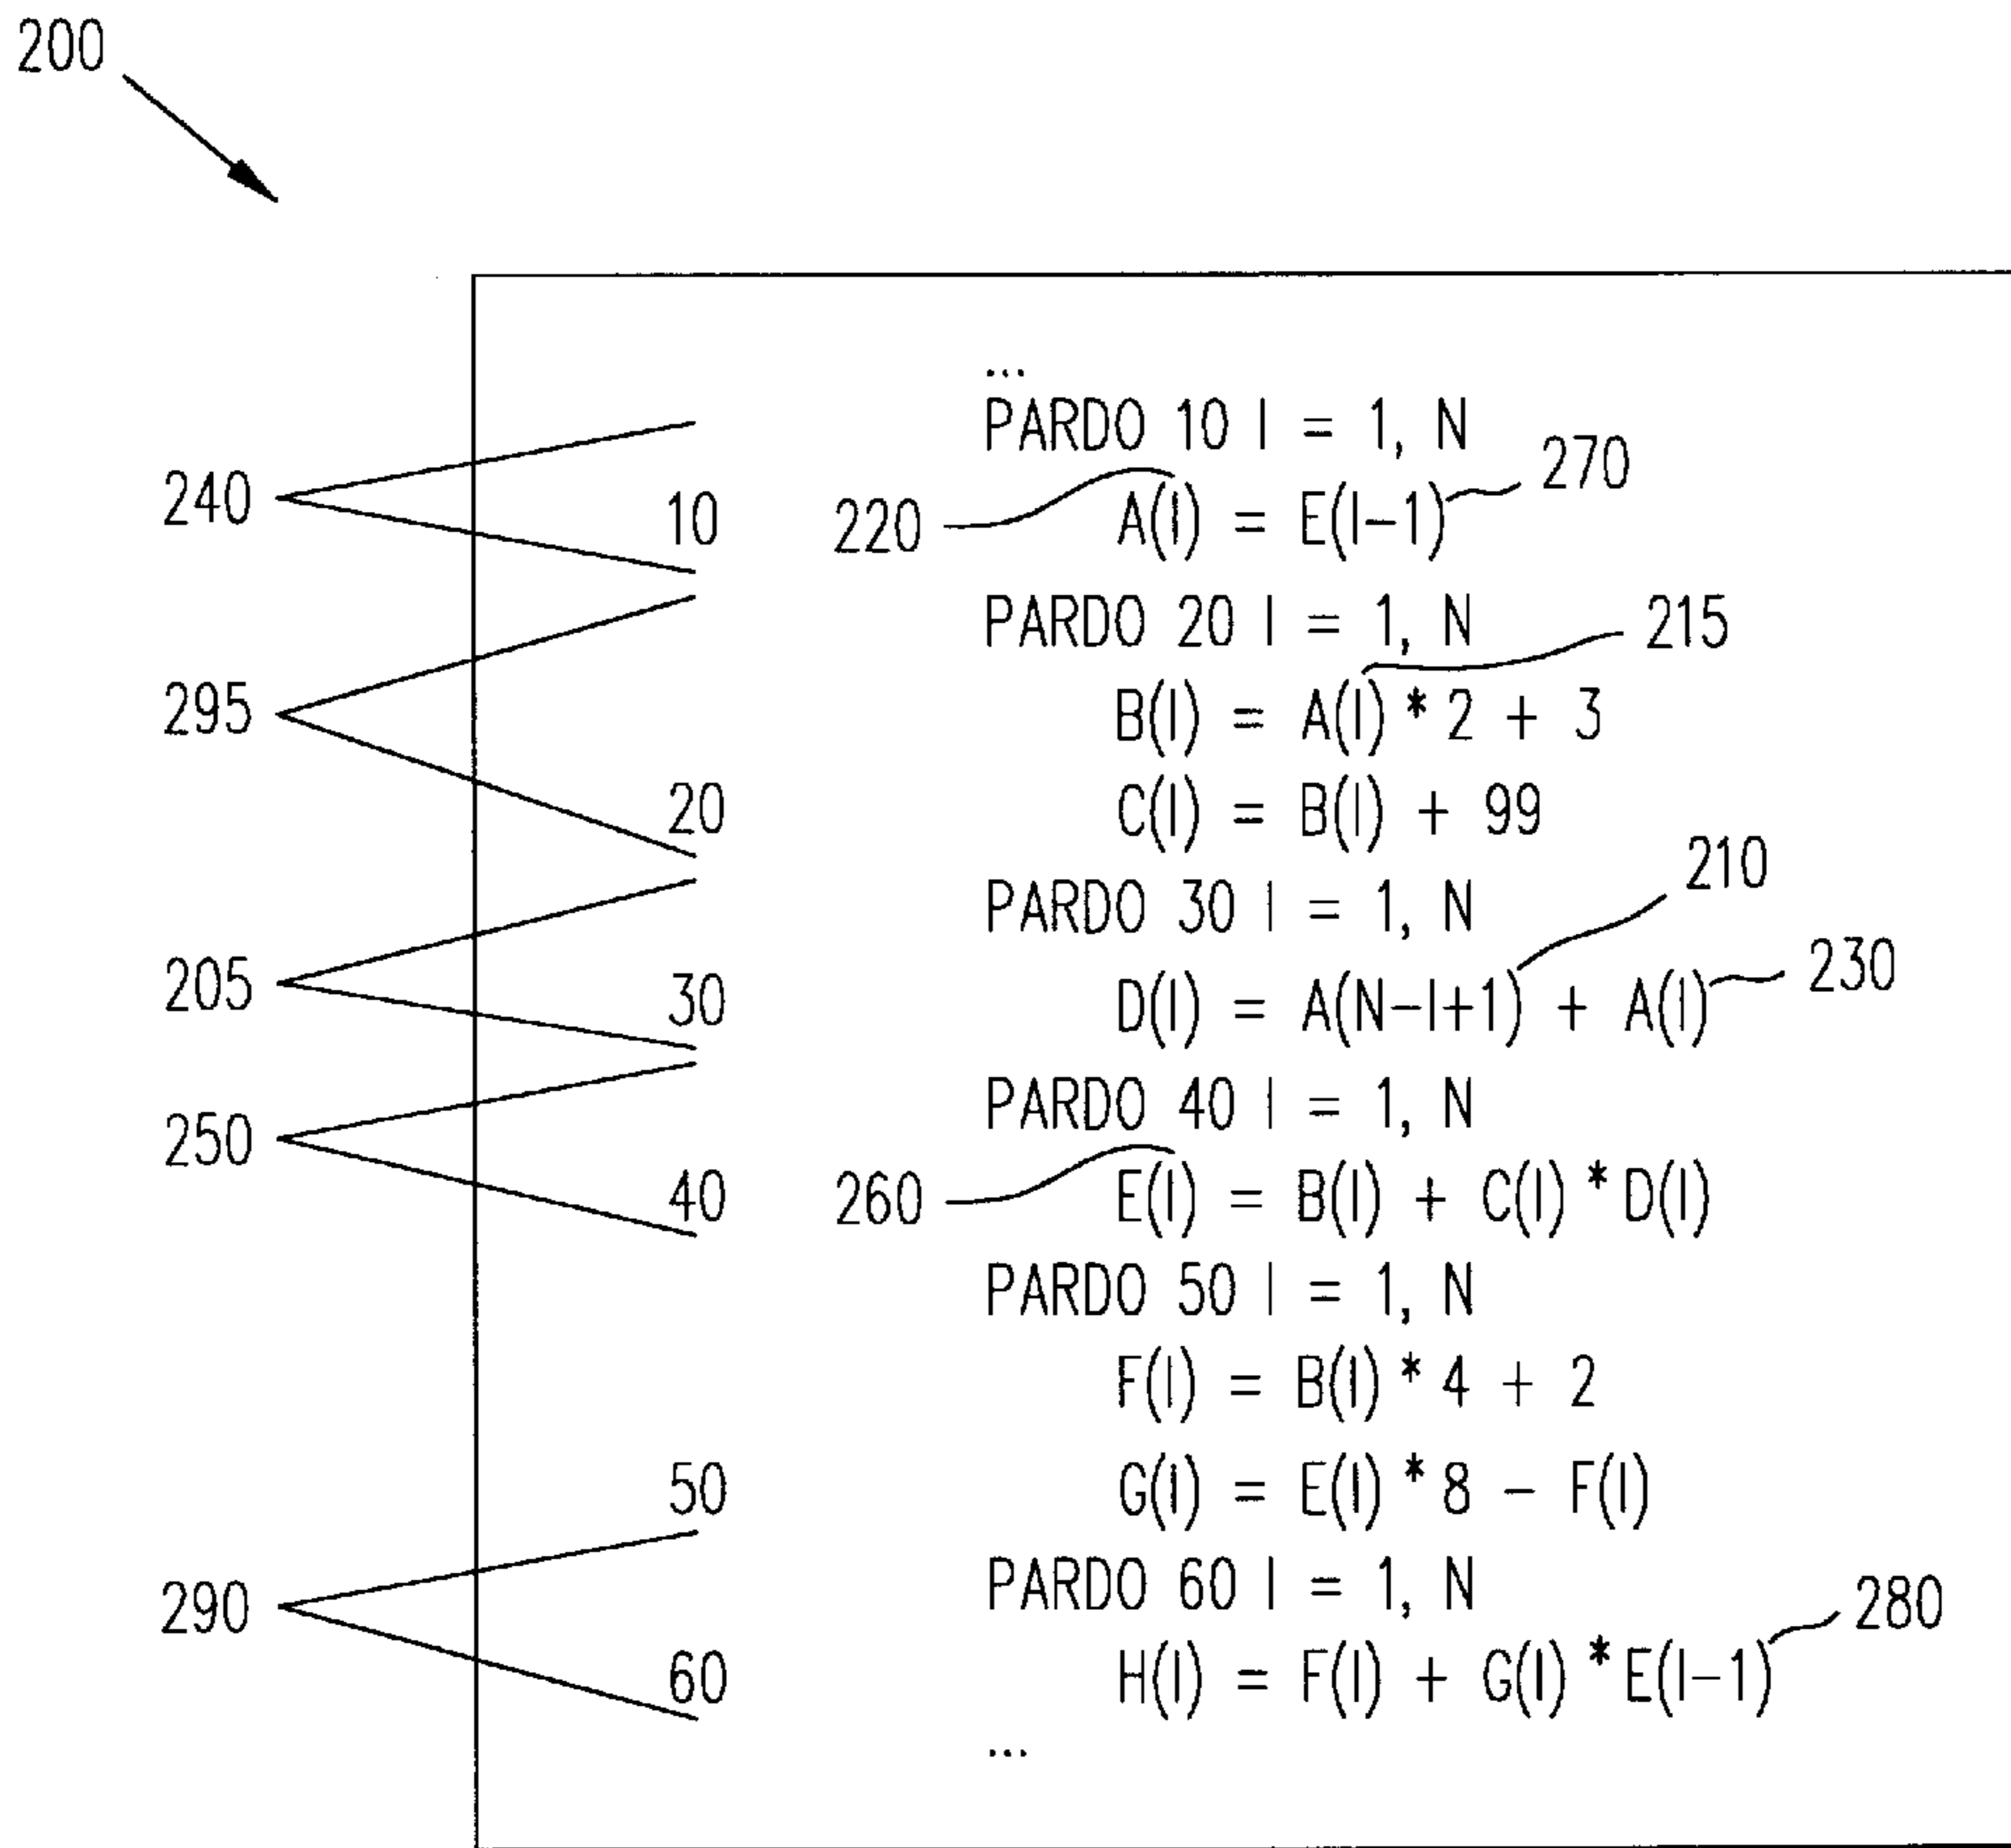 200
...
PARDO 10 I = 1, N
240 10 220 A(I) = E(I-1) 270
PARDO 20 I = 1, N
215
295 B(I) = A(I) * 2 + 3
20 C(I) = B(I) + 99
210
PARDO 30 I = 1, N
205 30 D(I) = A(N-I+1) + A(I) 230
PARDO 40 I = 1, N
250
40 260 E(I) = B(I) + C(I) * D(I)
PARDO 50 I = 1, N
F(I) = B(I) * 4 + 2
50 G(I) = E(I) * 8 - F(I)
PARDO 60 I = 1, N
290 280
60 H(I) = F(I) + G(I) * E(I-1)
...